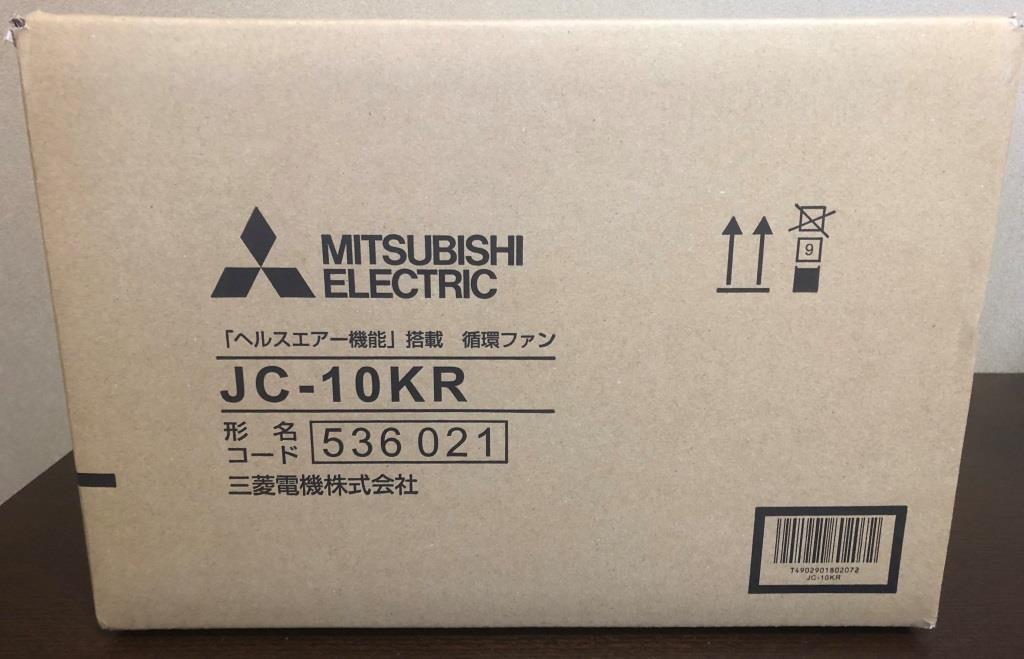 MITSUBISHI
ELECTRIC
9
「ヘルスエアー機能」搭載　循環ファン
JC-10KR
形名
コード 536 021
三菱電機株式会社
T4902901802072
JC-10KR